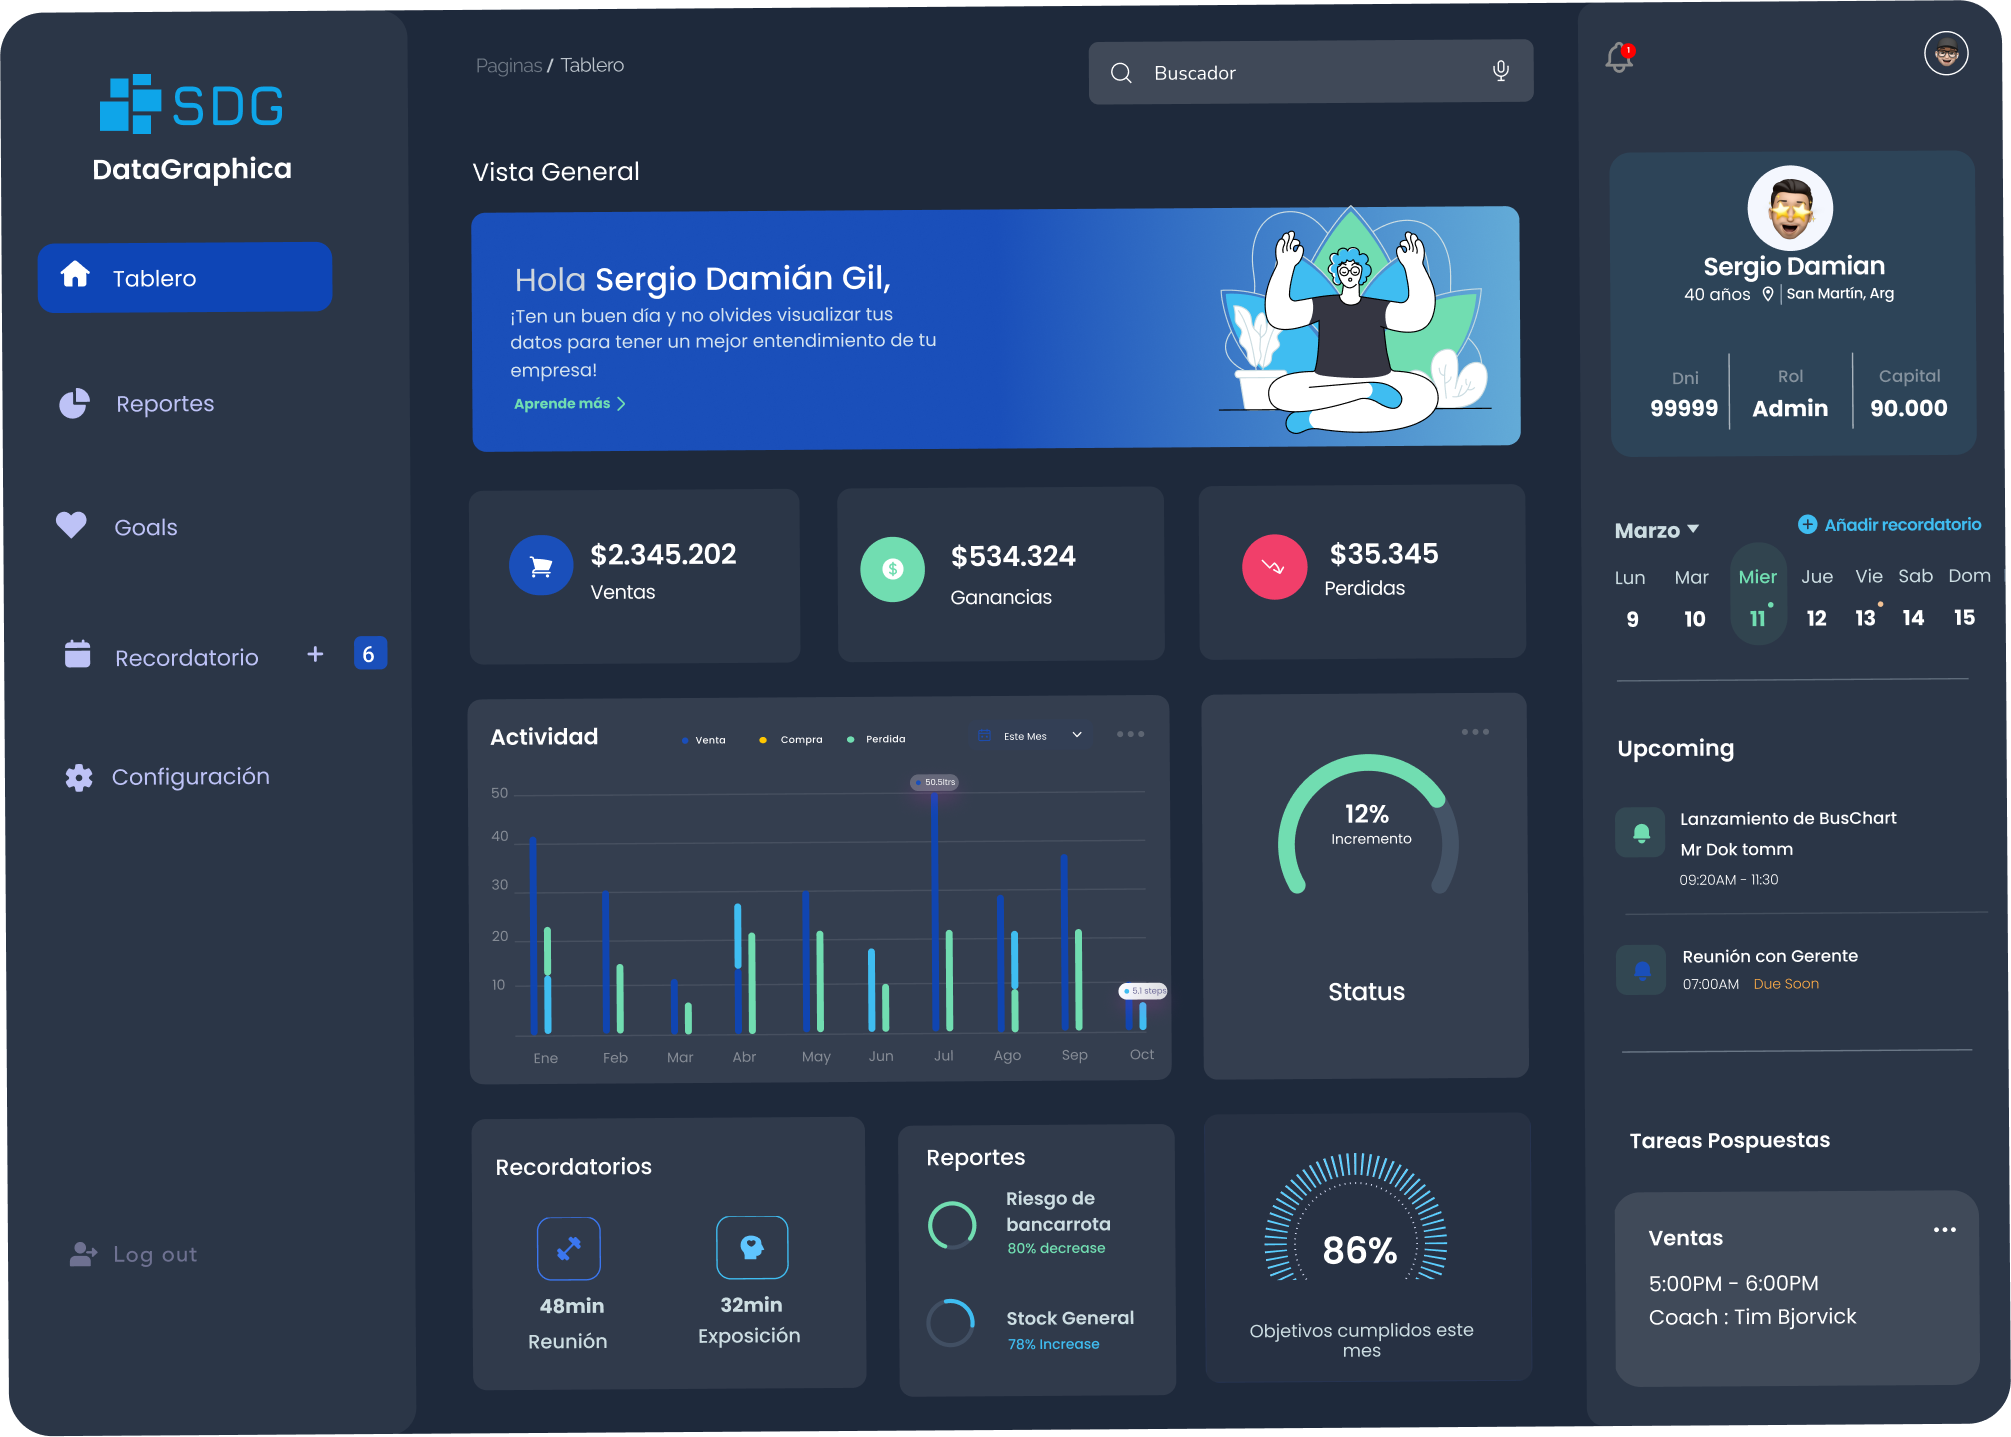 SDG
DataGraphica
Tablero
Reportes
Goals
Recordatorio + 6
Configuración
Log out
Paginas / Tablero
Buscador
Vista General
Hola Sergio Damián Gil,
¡Ten un buen día y no olvides visualizar tus
datos para tener un mejor entendimiento de tu
empresa!
Aprende más
$2.345.202
Ventas
$534.324
Ganancias
$35.345
Perdidas
Actividad
Venta
Compra
Perdida
Este Mes
50.5ltrs
50
40
30
20
10
5.1 steps
Ene Feb Mar Abr May Jun Jul Ago Sep Oct
12%
Incremento
Status
Recordatorios
48min
Reunión
32min
Exposición
Reportes
Riesgo de
bancarrota
80% decrease
Stock General
78% Increase
86%
Objetivos cumplidos este
mes
1
Sergio Damian
40 años San Martín, Arg
Dni Rol Capital
99999 Admin 90.000
Marzo
Añadir recordatorio
Lun Mar Mier Jue Vie Sab Dom
9 10 11 12 13 14 15
Upcoming
Lanzamiento de BusChart
Mr Dok tomm
09:20AM - 11:30
Reunión con Gerente
07:00AM Due Soon
Tareas Pospuestas
Ventas
5:00PM - 6:00PM
Coach : Tim Bjorvick